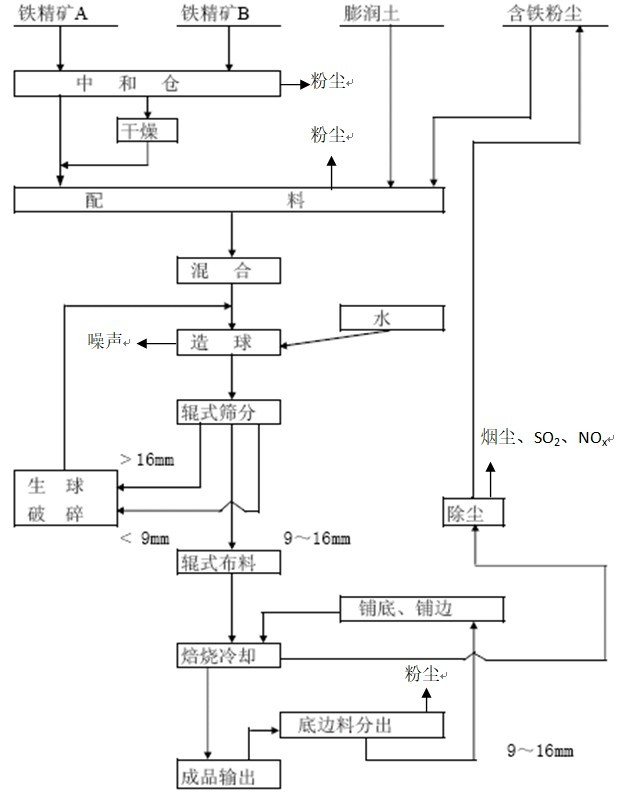 铁精矿A 铁精矿B 膨润土 含铁粉尘
中 和 仓
粉尘
干燥
粉尘
配 料
混 合
水
噪声
造 球
辊式筛分
烟尘、SO₂、NOₓ
>16mm
生 球
破 碎
除尘
<9mm
9~16mm
辊式布料
铺底、铺边
焙烧冷却
粉尘
底边料分出
9~16mm
成品输出